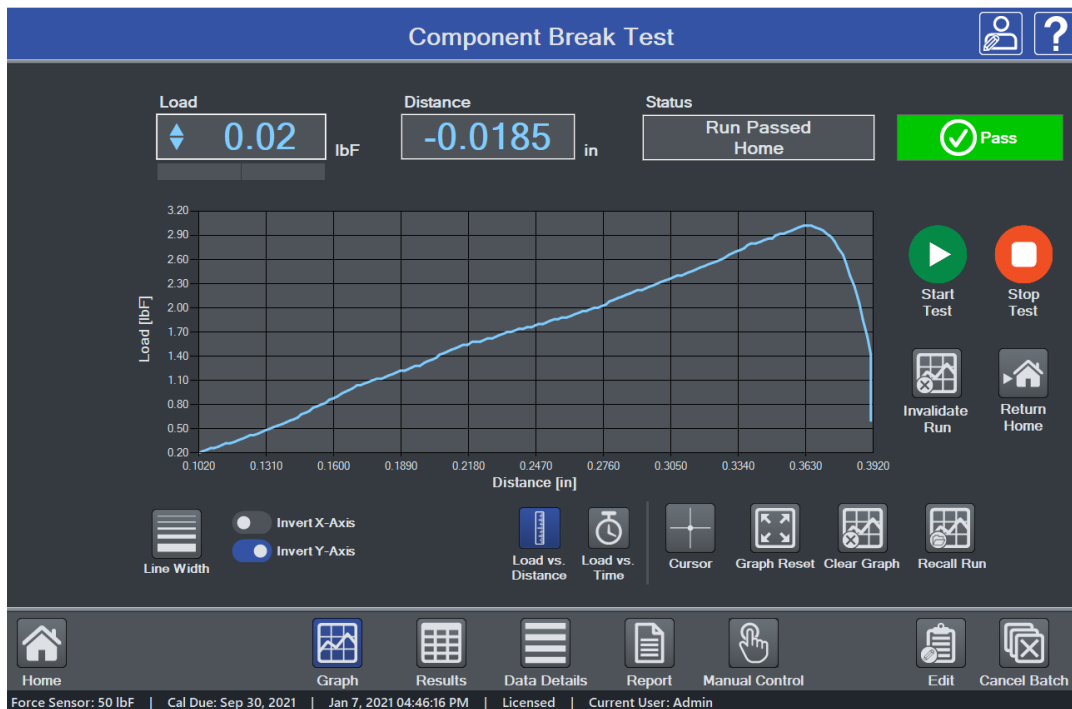 Component Break Test
?
Load
Distance
Status
0.02 lbF
-0.0185 in
Run Passed
Home
Pass
3.20
2.90
2.60
2.30
2.00
1.70
1.40
1.10
0.80
0.50
0.20
Load [lbF]
0.1020 0.1310 0.1600 0.1890 0.2180 0.2470 0.2760 0.3050 0.3340 0.3630 0.3920
Distance [in]
Start
Test
Stop
Test
Invalidate
Run
Return
Home
Line Width
Invert X-Axis
Invert Y-Axis
Load vs.
Distance
Load vs.
Time
Cursor
Graph Reset
Clear Graph
Recall Run
Home
Graph
Results
Data Details
Report
Manual Control
Edit
Cancel Batch
Force Sensor: 50 lbF | Cal Due: Sep 30, 2021 | Jan 7, 2021 04:46:16 PM | Licensed | Current User: Admin